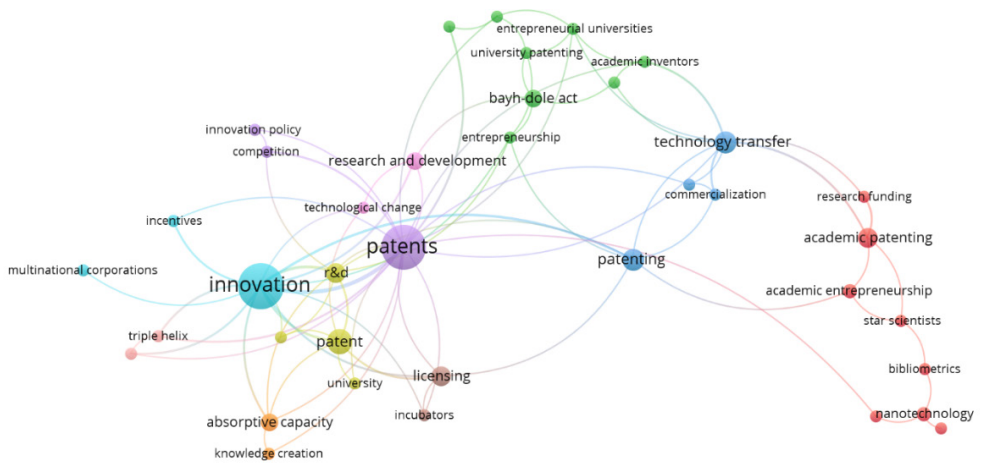 entrepreneurial universities
university patenting
academic inventors
bayh-dole act
innovation policy
entrepreneurship
technology transfer
competition
research and development
commercialization
research funding
technological change
incentives
academic patenting
patents
patenting
multinational corporations
r&d
innovation
academic entrepreneurship
star scientists
triple helix
patent
bibliometrics
licensing
university
incubators
nanotechnology
absorptive capacity
knowledge creation